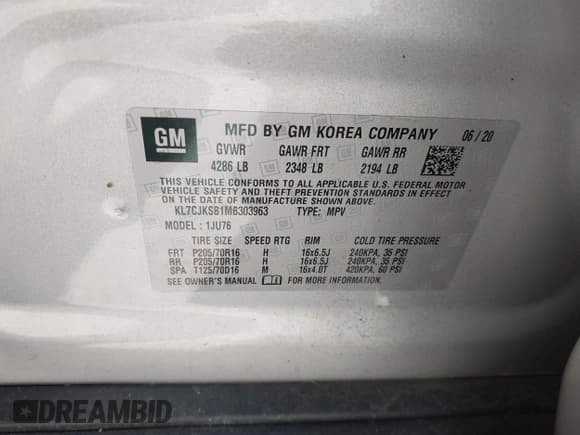 GM MFD BY GM KOREA COMPANY 06/20
GVWR GAWR FRT GAWR RR
4286 LB 2348 LB 2194 LB
THIS VEHICLE CONFORMS TO ALL APPLICABLE U.S. FEDERAL MOTOR
VEHICLE SAFETY AND THEFT PREVENTION STANDARDS IN EFFECT
ON THE DATE OF MANUFACTURE SHOWN ABOVE.
KL7CJKSB1MB303963 TYPE: MPV
MODEL : 1JU76
TIRE SIZE SPEED RTG RIM COLD TIRE PRESSURE
FRT P205/70R16 H 16x6.5J 240KPA, 35 PSI
RR P205/70R16 H 16x6.5J 240KPA, 35 PSI
SPA T125/70D16 M 16x4.0T 420KPA, 60 PSI
SEE OWNER'S MANUAL FOR MORE INFORMATION.
DREAMBID